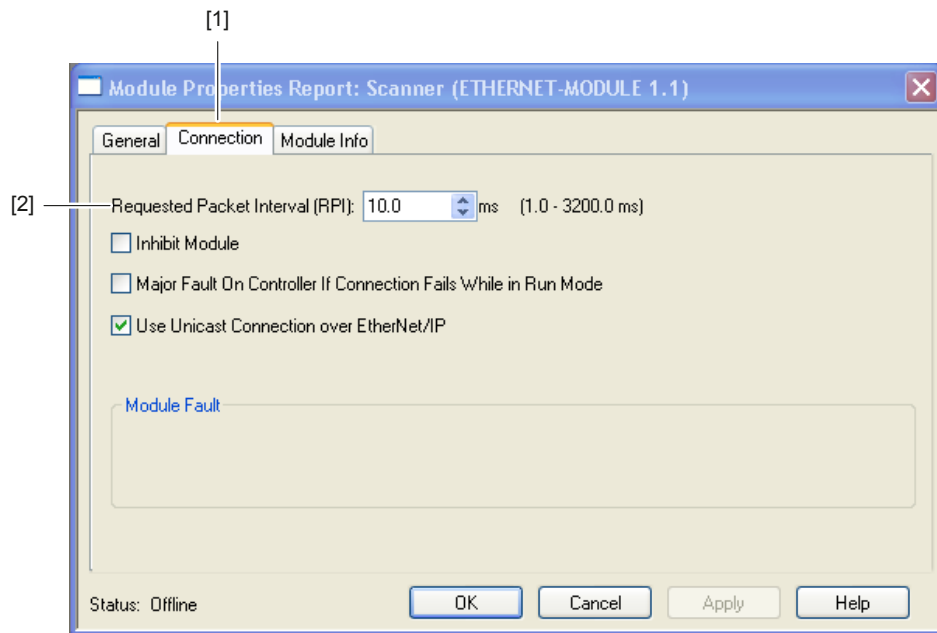 [1]
Module Properties Report: Scanner (ETHERNET-MODULE 1.1)
General Connection Module Info
[2] Requested Packet Interval (RPI): 10.0 ms (1.0 - 3200.0 ms)
Inhibit Module
Major Fault On Controller If Connection Fails While in Run Mode
Use Unicast Connection over EtherNet/IP
Module Fault
Status: Offline OK Cancel Apply Help